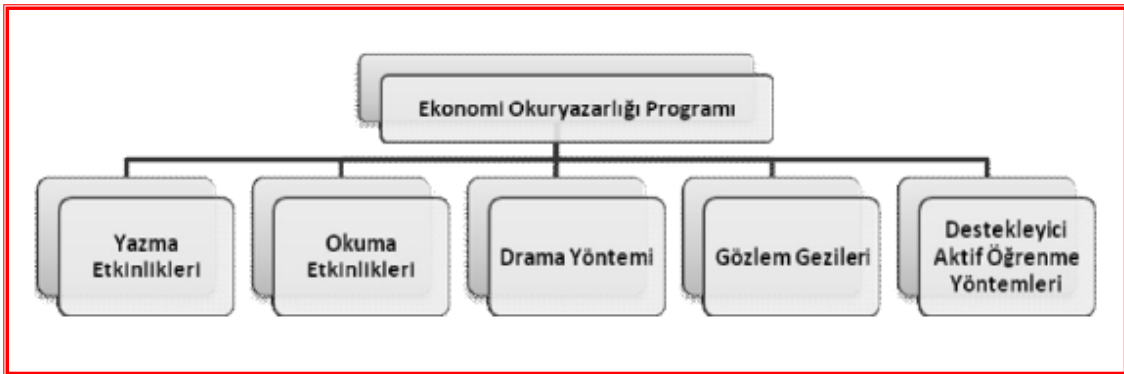 Ekonomi Okuryazarlığı Programı
Yazma
Etkinlikleri
Okuma
Etkinlikleri
Drama Yöntemi
Gözlem Gezileri
Destekleyici
Aktif Öğrenme
Yöntemleri